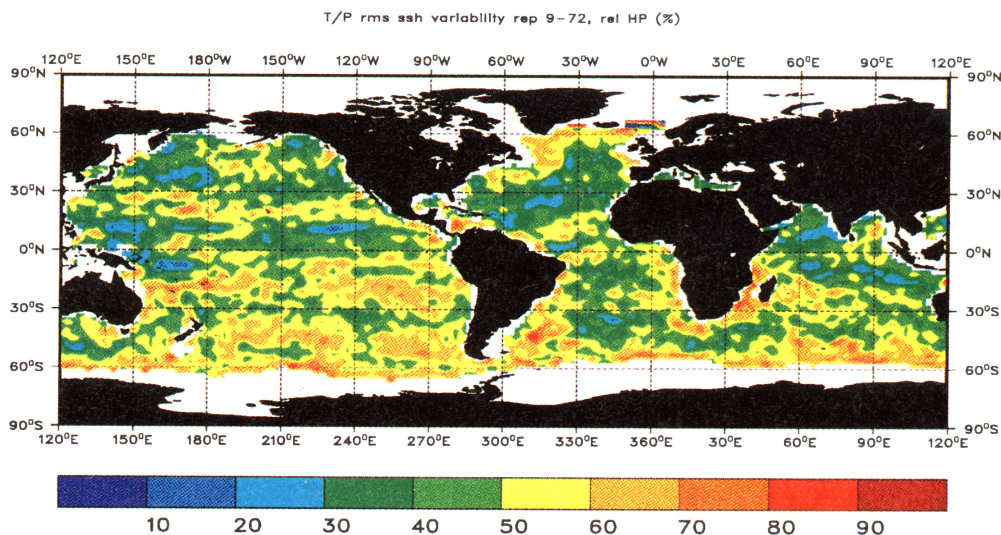 T/P rms ssh variability rep 9-72, rel HP (%)
120°E 150°E 180°W 150°W 120°W 90°W 60°W 30°W 0°W 30°E 60°E 90°E 120°E
90°N 90°N
60°N 60°N
30°N 30°N
0°N 0°N
30°S 30°S
60°S 60°S
90°S 90°S
120°E 150°E 180°E 210°E 240°E 270°E 300°E 330°E 360°E 30°E 60°E 90°E 120°E
10 20 30 40 50 60 70 80 90